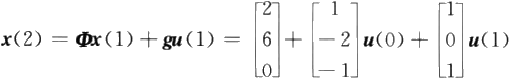 x(2) = Φx(1) + gu(1) = [2 6 0] + [1 −2 −1] u(0) + [1 0 1] u(1)